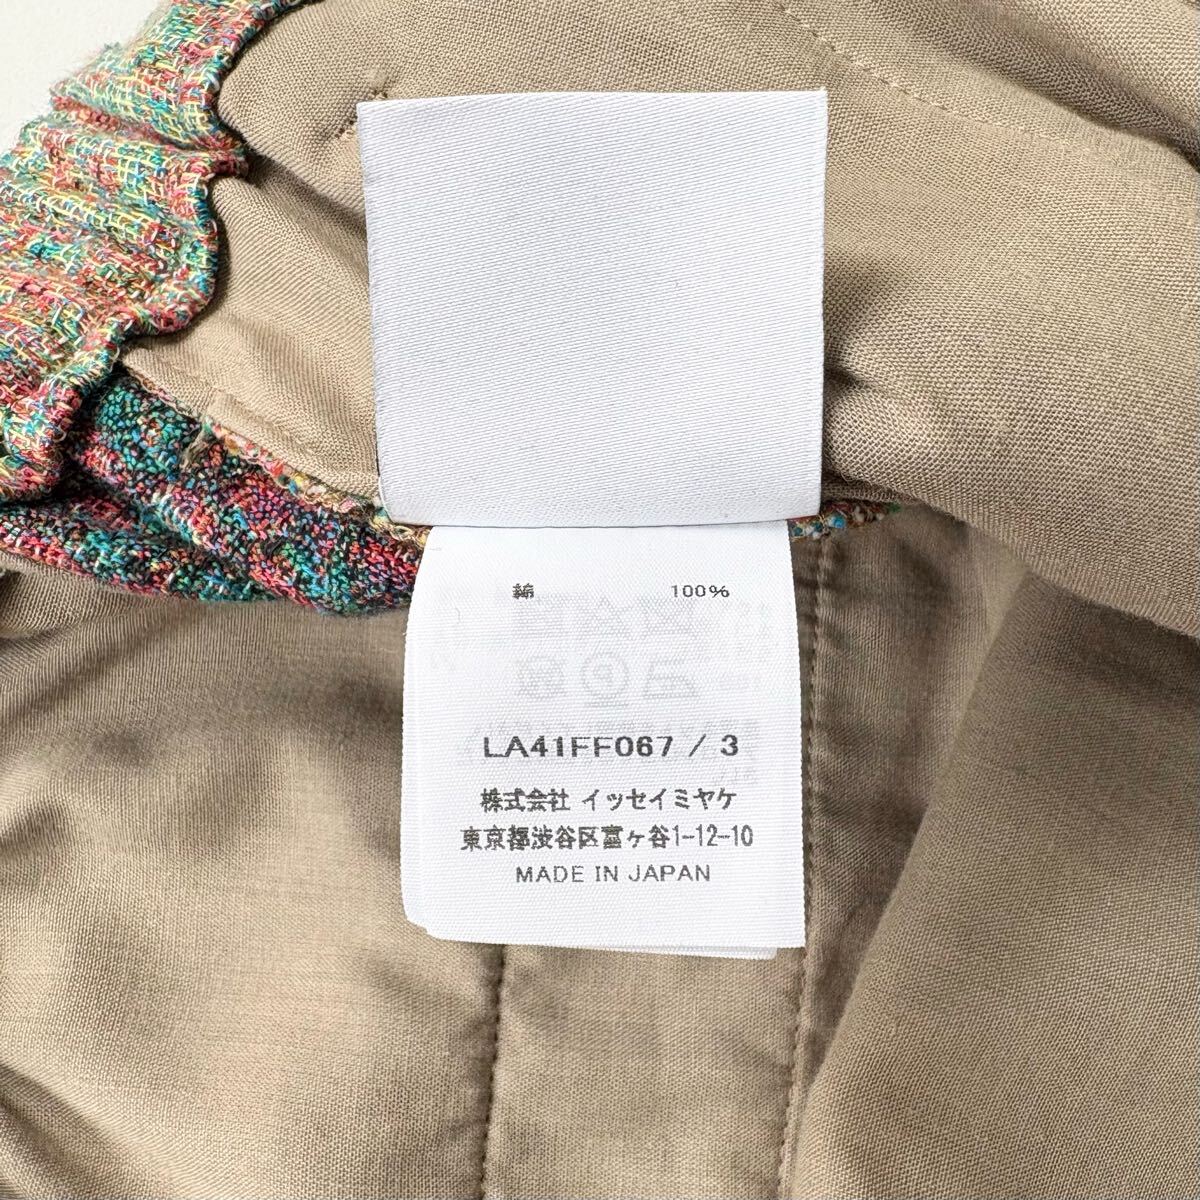 綿 100%
LA41FF067 / 3
株式会社 イッセイミヤケ
東京都渋谷区富ヶ谷1-12-10
MADE IN JAPAN